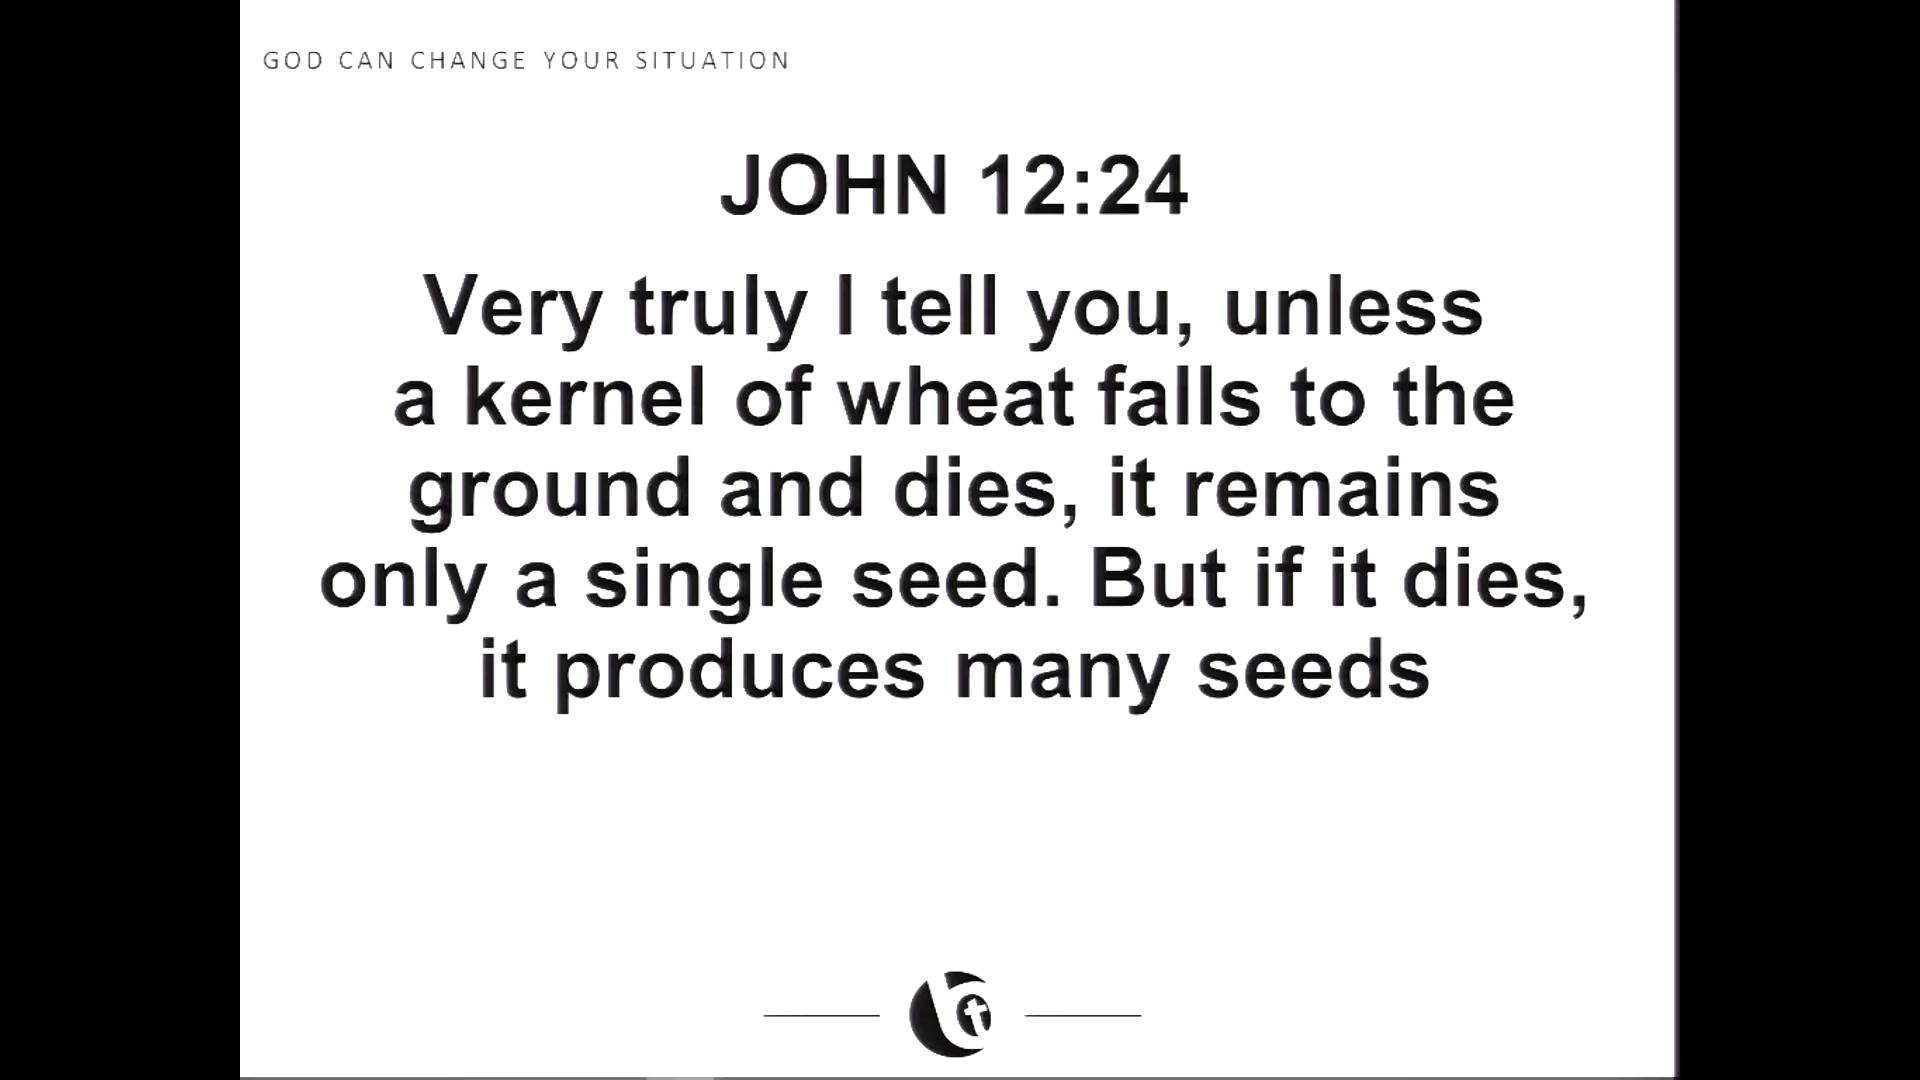 GOD CAN CHANGE YOUR SITUATION
JOHN 12:24
Very truly I tell you, unless
a kernel of wheat falls to the
ground and dies, it remains
only a single seed. But if it dies,
it produces many seeds